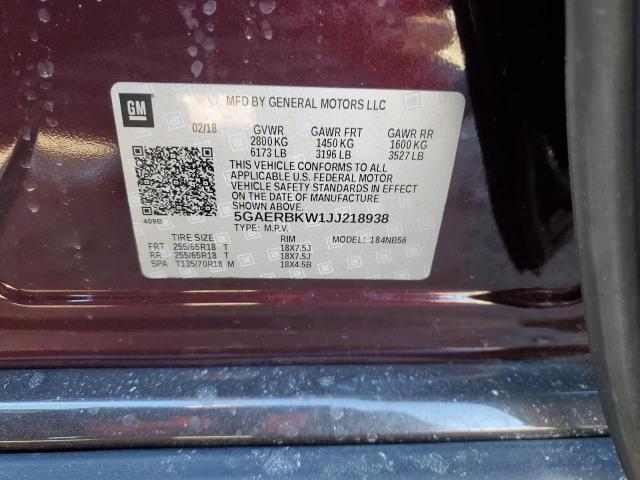 GM
MFD BY GENERAL MOTORS LLC
02/18 GVWR GAWR FRT GAWR RR
2800 KG 1450 KG 1600 KG
6173 LB 3196 LB 3527 LB
THIS VEHICLE CONFORMS TO ALL
APPLICABLE U.S. FEDERAL MOTOR
VEHICLE SAFETY STANDARDS IN EFFECT
ON THE DATE OF MANUFACTURE
SHOWN ABOVE.
409B 5GAERBKW1JJ218938
TYPE: M.P.V. MODEL: 184NB56
TIRE SIZE RIM
FRT 255/65R18 T 18X7.5J
RR 255/65R18 T 18X7.5J
SPA T135/70R18 M 18X4.5B